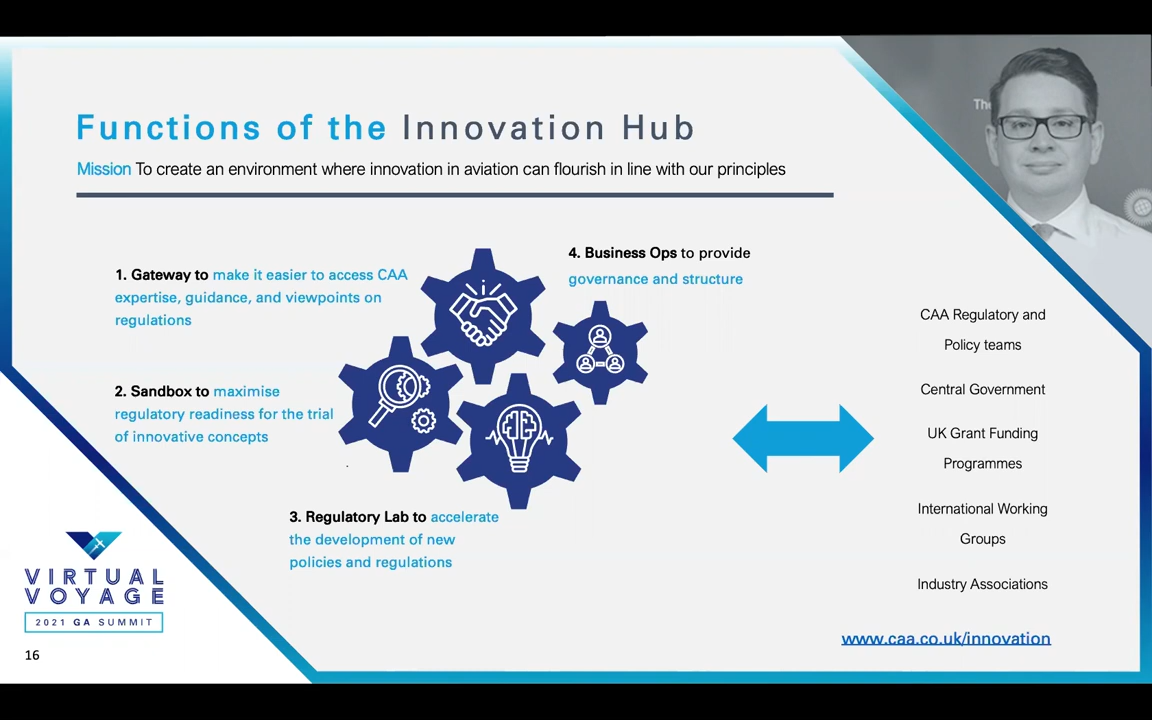 Functions of the Innovation Hub
Mission To create an environment where innovation in aviation can flourish in line with our principles
1. Gateway to make it easier to access CAA
expertise, guidance, and viewpoints on
regulations
2. Sandbox to maximise
regulatory readiness for the trial
of innovative concepts
3. Regulatory Lab to accelerate
the development of new
policies and regulations
4. Business Ops to provide
governance and structure
CAA Regulatory and
Policy teams
Central Government
UK Grant Funding
Programmes
International Working
Groups
Industry Associations
www.caa.co.uk/innovation
VIRTUAL
VOYAGE
2021 GA SUMMIT
16
The